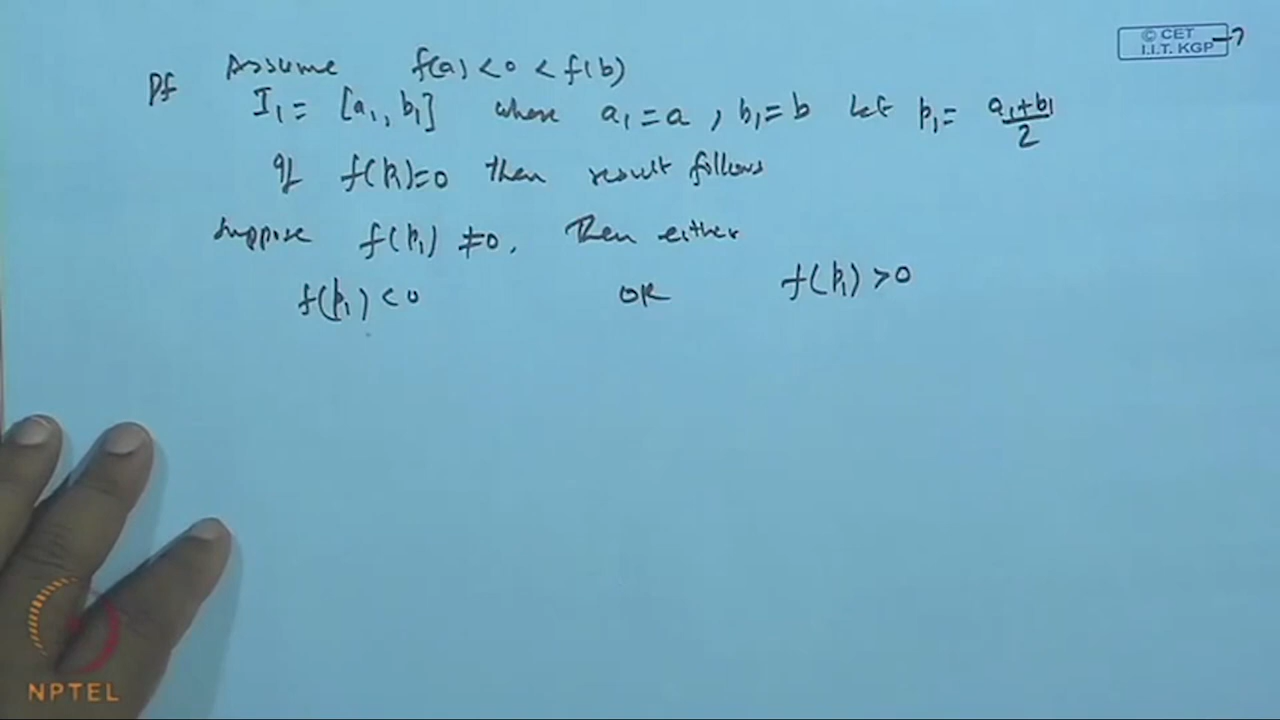 © CET
I.I.T. KGP
Pf Assume f(a) < 0 < f(b)
I₁ = [a₁, b₁] where a₁ = a, b₁ = b let p₁ = (a₁+b₁)/2
If f(p₁) = 0 then result follows
Suppose f(p₁) ≠ 0. Then either
f(p₁) < 0 OR f(p₁) > 0
NPTEL